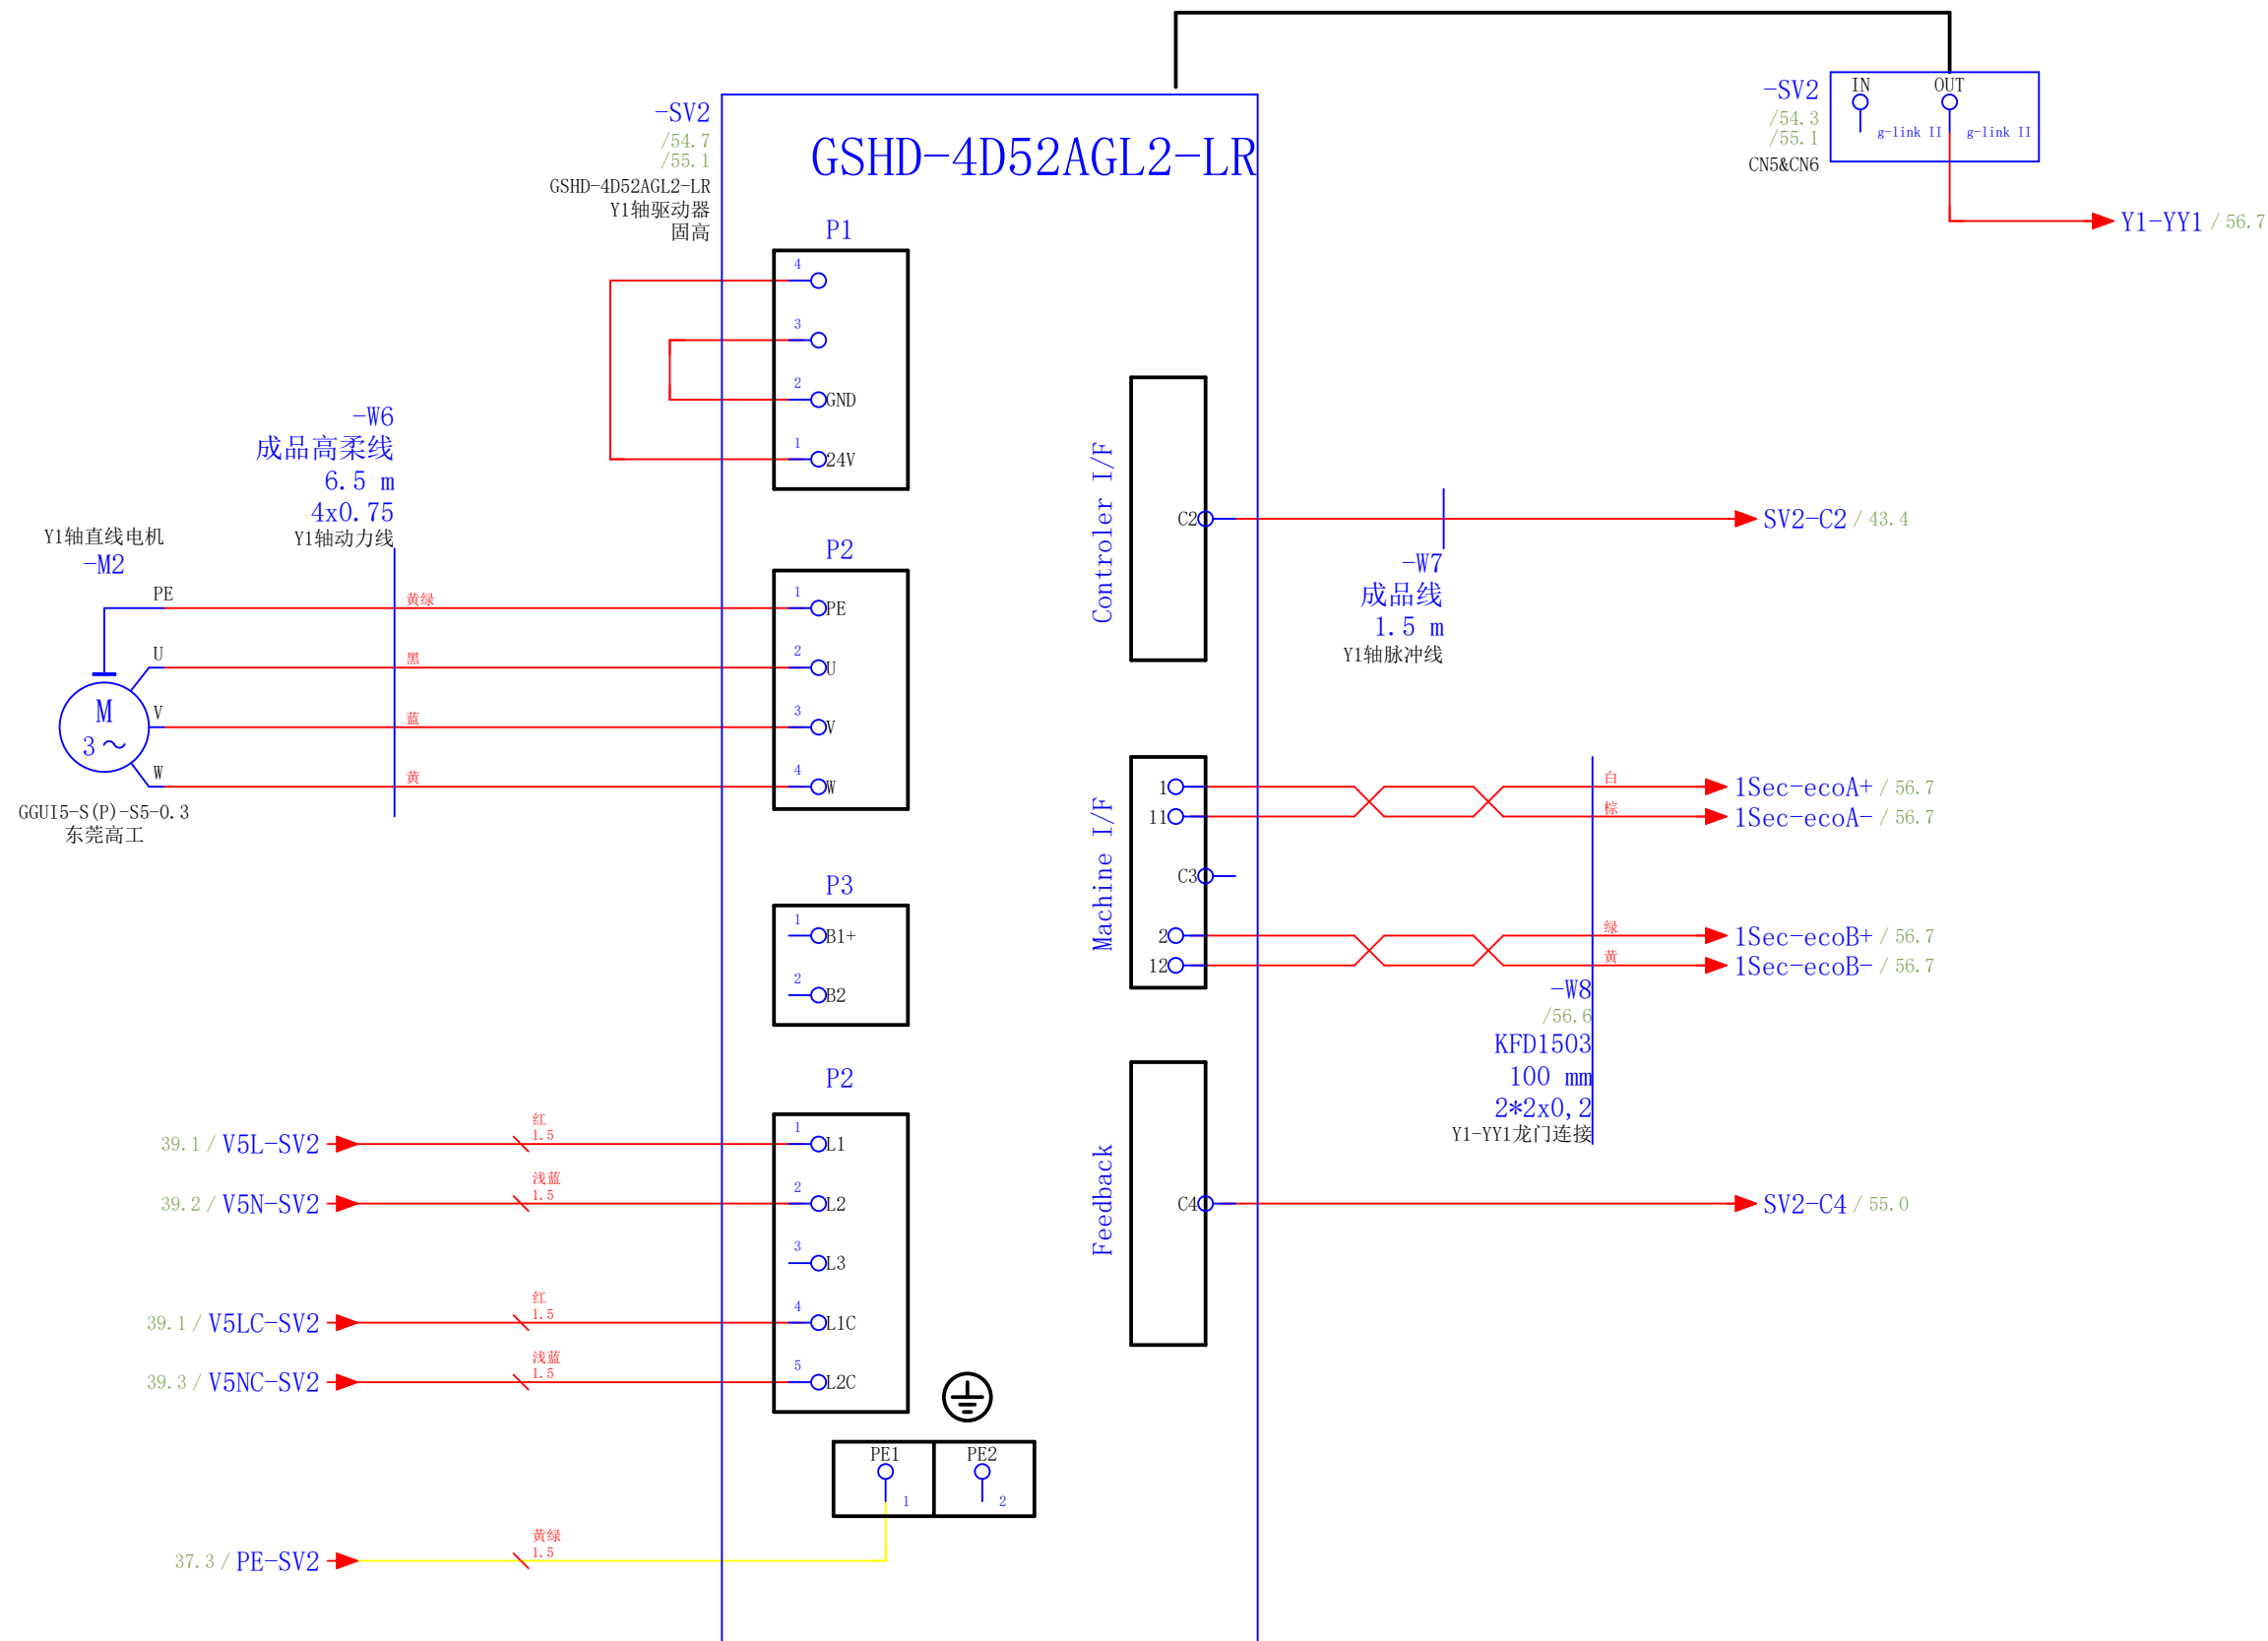 -SV2
/54.7
/55.1
GSHD-4D52AGL2-LR
Y1轴驱动器
固高
GSHD-4D52AGL2-LR
-SV2
/54.3
/55.1
CN5&CN6
IN
OUT
g-link II
g-link II
Y1-YY1 / 56.7
P1
4
3
2
GND
1
24V
-W6
成品高柔线
6.5 m
4x0.75
Y1轴动力线
Y1轴直线电机
-M2
PE
U
V
W
M
3～
GGUI5-S(P)-S5-0.3
东莞高工
黄绿
黑
蓝
黄
P2
1
PE
2
U
3
V
4
W
P3
1
B1+
2
B2
P2
1
L1
2
L2
3
L3
4
L1C
5
L2C
39.1 / V5L-SV2
红
1.5
39.2 / V5N-SV2
浅蓝
1.5
39.1 / V5LC-SV2
红
1.5
39.3 / V5NC-SV2
浅蓝
1.5
PE1
1
PE2
2
37.3 / PE-SV2
黄绿
1.5
Controler I/F
C2
-W7
成品线
1.5 m
Y1轴脉冲线
SV2-C2 / 43.4
Machine I/F
1
11
C3
2
12
白
1Sec-ecoA+ / 56.7
棕
1Sec-ecoA- / 56.7
绿
1Sec-ecoB+ / 56.7
黄
1Sec-ecoB- / 56.7
-W8
/56.6
KFD1503
100 mm
2*2x0,2
Y1-YY1龙门连接
Feedback
C4
SV2-C4 / 55.0